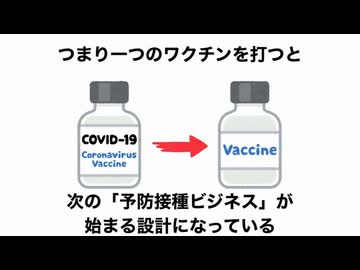 つまり一つのワクチンを打つと
COVID-19
Coronavirus
Vaccine
Vaccine
次の「予防接種ビジネス」が
始まる設計になっている